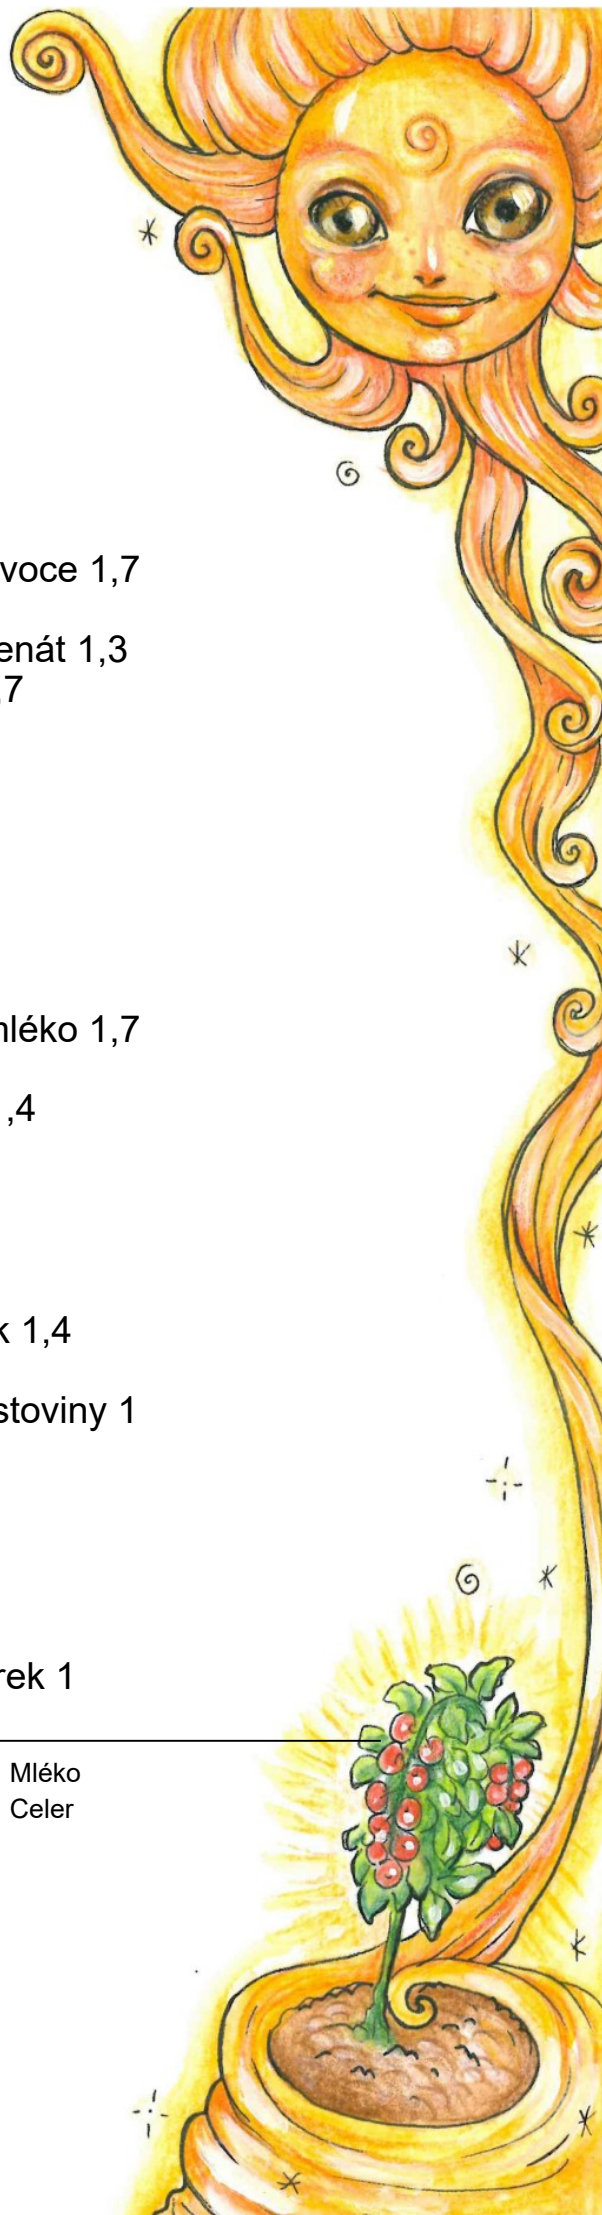 voce 1,7
enát 1,3
,7
nléko 1,7
,4
k 1,4
stoviny 1
rek 1
Mléko
Celer